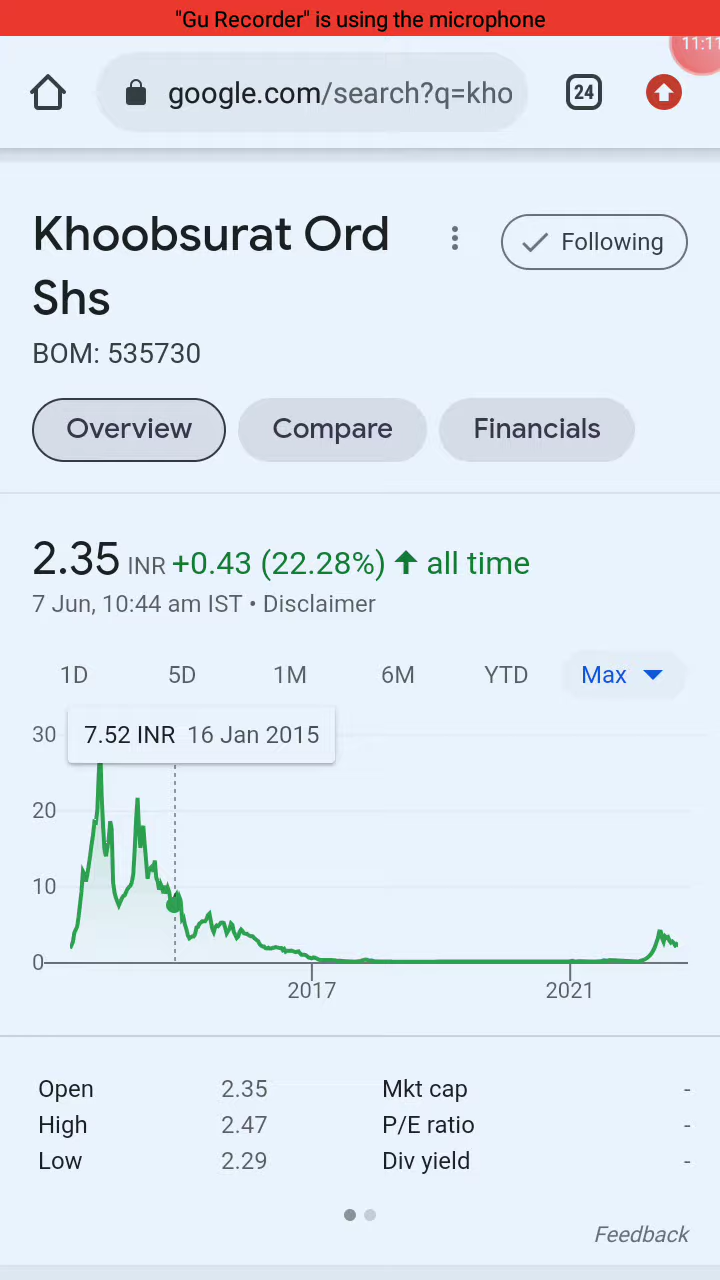 "Gu Recorder" is using the microphone
11:11
google.com/search?q=kho
24
Khoobsurat Ord
Shs
Following
BOM: 535730
Overview
Compare
Financials
2.35 INR +0.43 (22.28%) ↑ all time
7 Jun, 10:44 am IST • Disclaimer
1D 5D 1M 6M YTD Max
30
7.52 INR 16 Jan 2015
20
10
0
2017 2021
Open 2.35 Mkt cap -
High 2.47 P/E ratio -
Low 2.29 Div yield -
Feedback